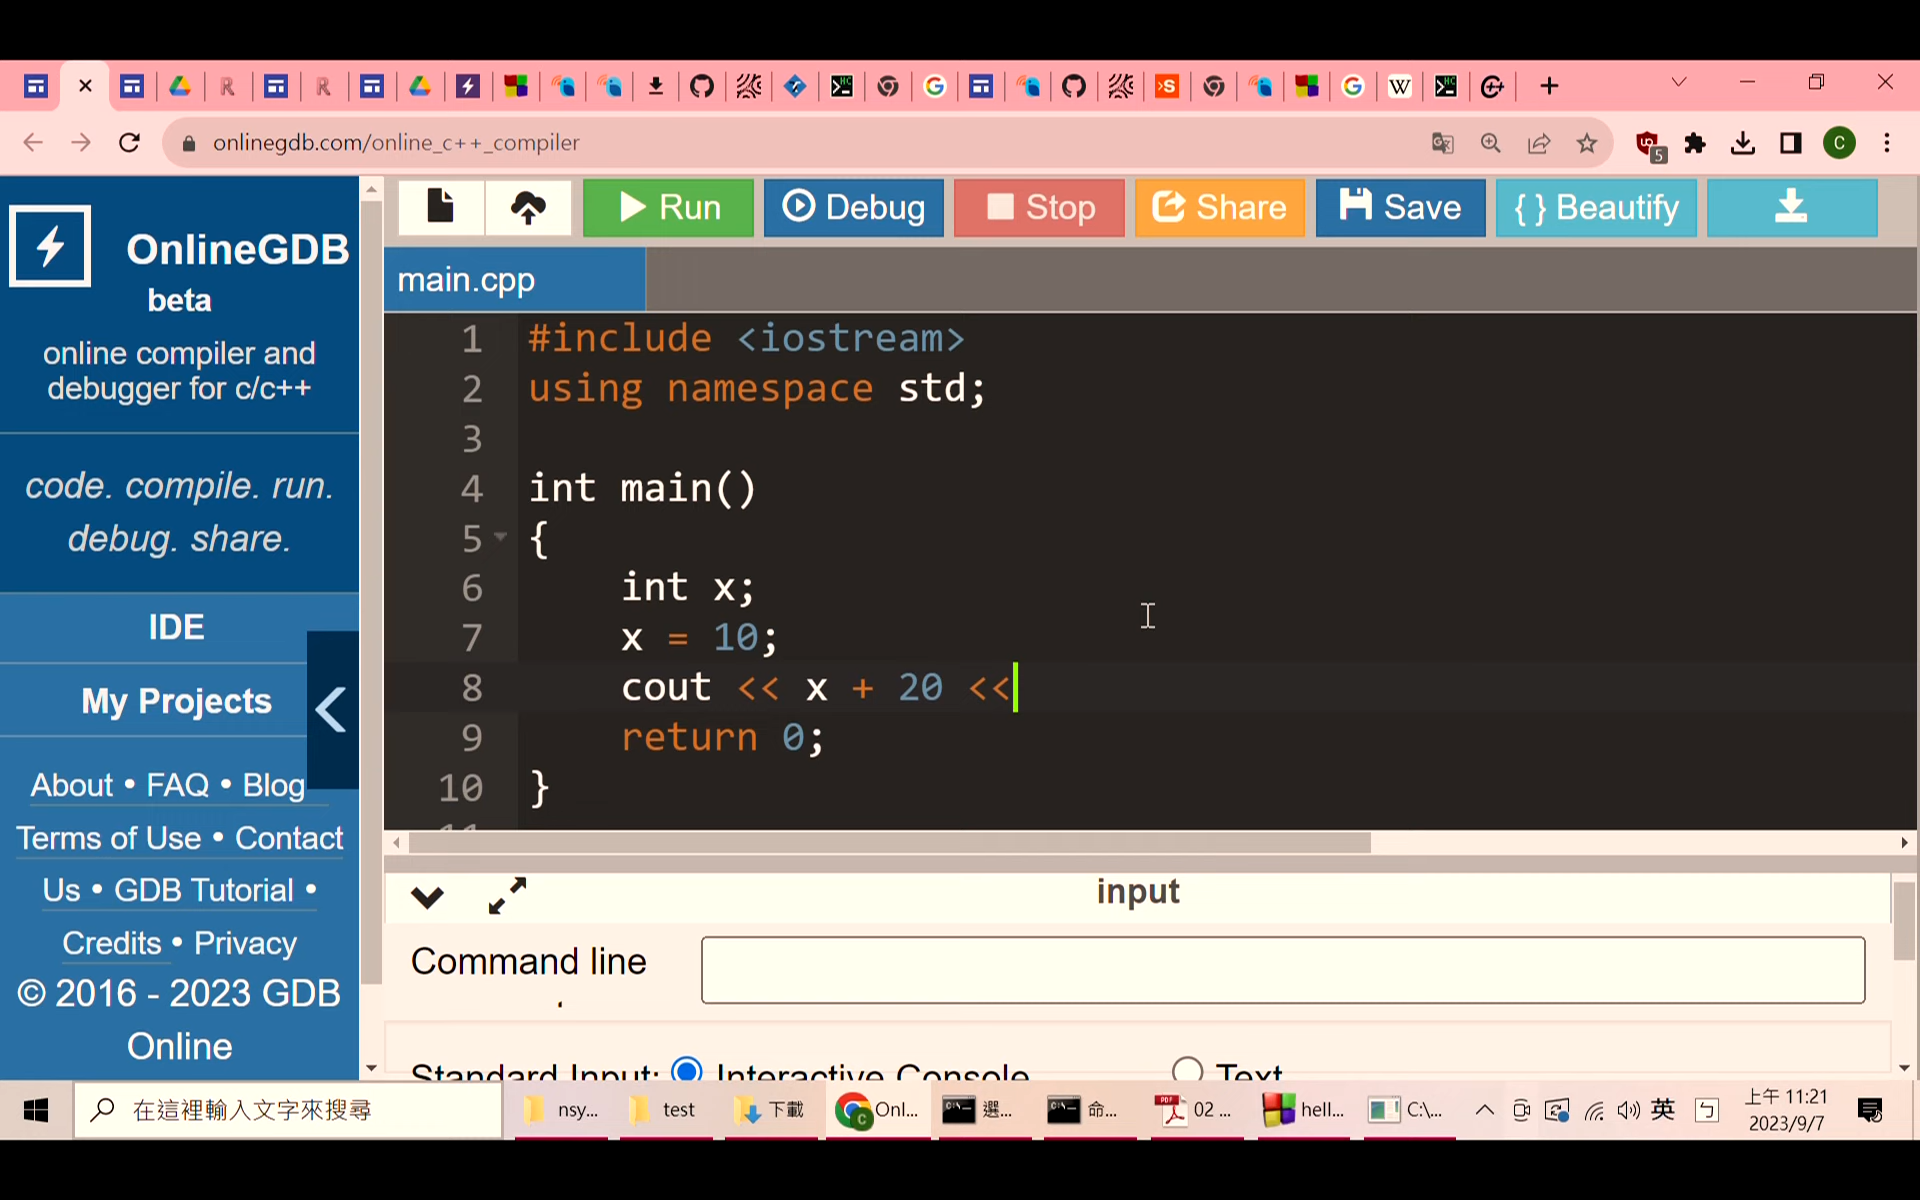 onlinegdb.com/online_c++_compiler
5
C
OnlineGDB
beta
online compiler and
debugger for c/c++
code. compile. run.
debug. share.
IDE
My Projects
About • FAQ • Blog
Terms of Use • Contact
Us • GDB Tutorial •
Credits • Privacy
© 2016 - 2023 GDB
Online
Run
Debug
Stop
Share
Save
{ } Beautify
main.cpp
1 #include <iostream>
2 using namespace std;
3
4 int main()
5 {
6 int x;
7 x = 10;
8 cout << x + 20 <<
9 return 0;
10 }
11
input
Command line
Standard Input: Interactive Console Text
在這裡輸入文字來搜尋
nsy...
test
下載
Onl...
選...
命...
02 ...
hell...
C:\...
英
上午 11:21
2023/9/7